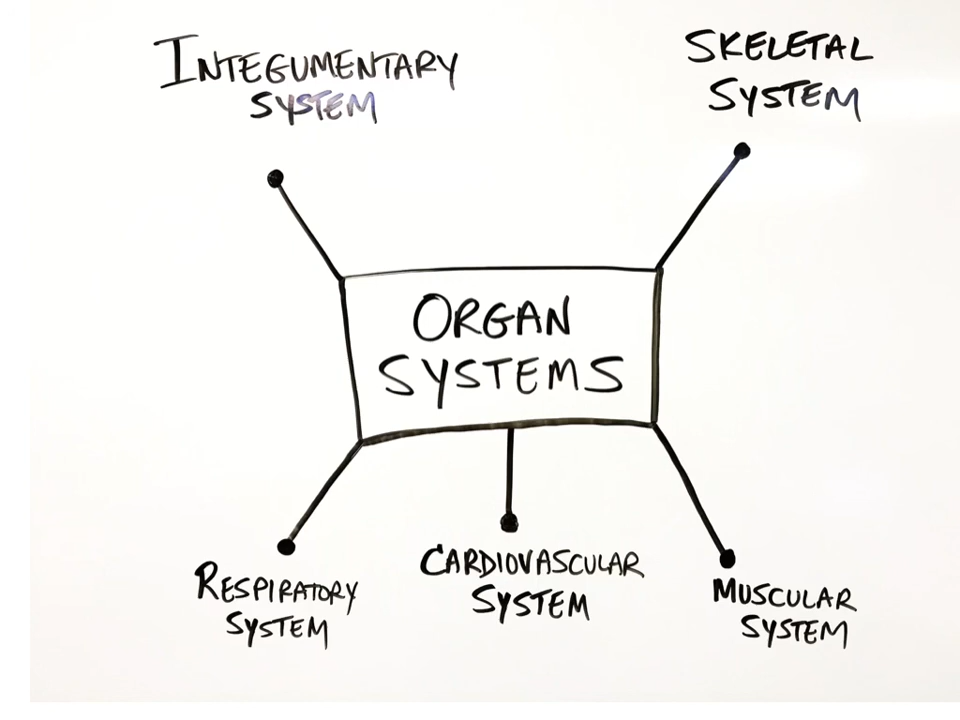 INTEGUMENTARY
SYSTEM
SKELETAL
SYSTEM
ORGAN
SYSTEMS
RESPIRATORY
SYSTEM
CARDIOVASCULAR
SYSTEM
MUSCULAR
SYSTEM